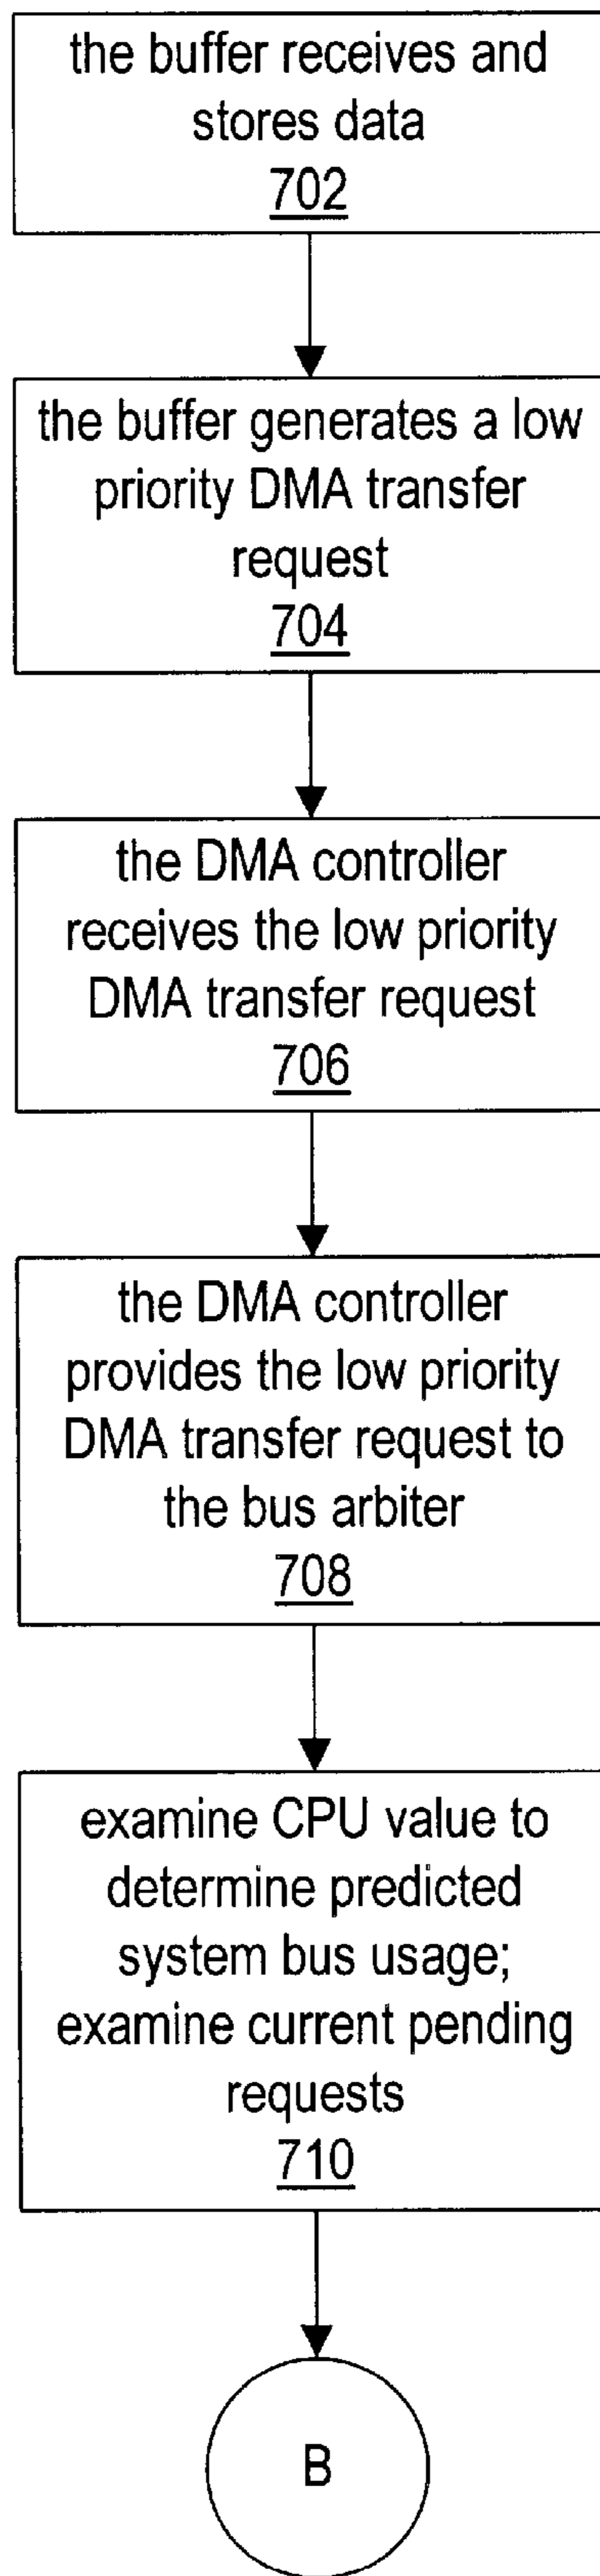 the buffer receives and
stores data
702
the buffer generates a low
priority DMA transfer
request
704
the DMA controller
receives the low priority
DMA transfer request
706
the DMA controller
provides the low priority
DMA transfer request to
the bus arbiter
708
examine CPU value to
determine predicted
system bus usage;
examine current pending
requests
710
B